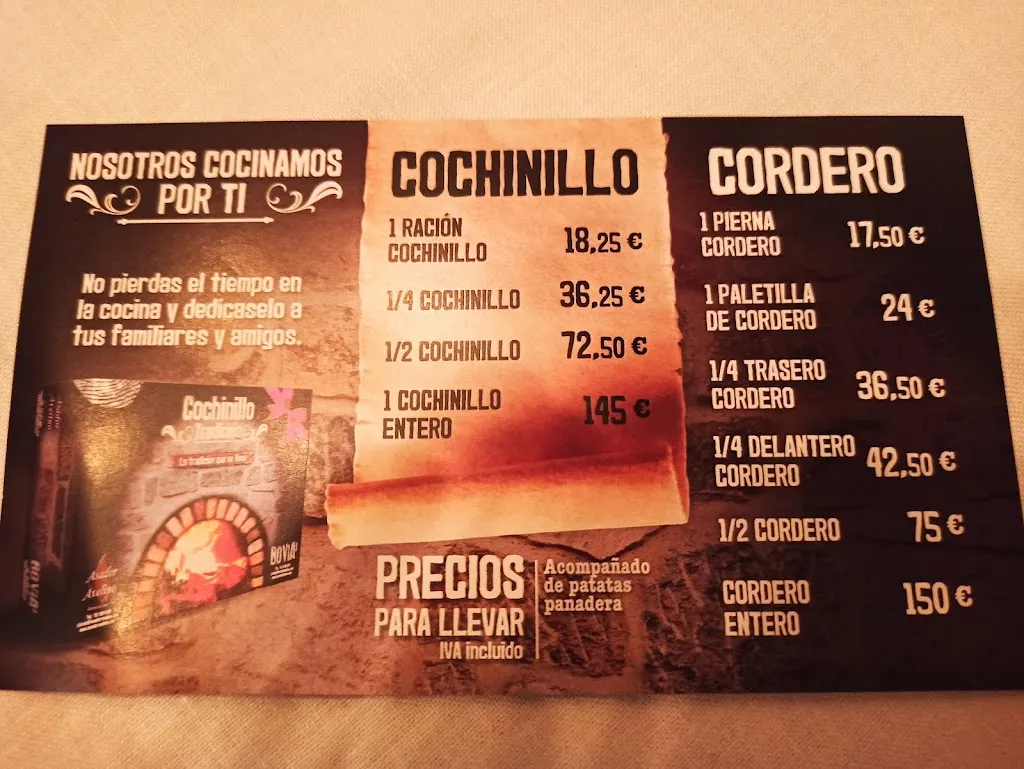 NOSOTROS COCINAMOS
POR TI
No pierdas el tiempo en
la cocina y dedícaselo a
tus familiares y amigos.
Cochinillo
BOVIA
Asador
Avelino
COCHINILLO
1 RACIÓN
COCHINILLO
18,25 €
1/4 COCHINILLO
36,25 €
1/2 COCHINILLO
72,50 €
1 COCHINILLO
ENTERO
145 €
PRECIOS
PARA LLEVAR
IVA incluido
Acompañado
de patatas
panadera
CORDERO
1 PIERNA
CORDERO
17,50 €
1 PALETILLA
DE CORDERO
24 €
1/4 TRASERO
CORDERO
36,50 €
1/4 DELANTERO
CORDERO
42,50 €
1/2 CORDERO
75 €
CORDERO
ENTERO
150 €